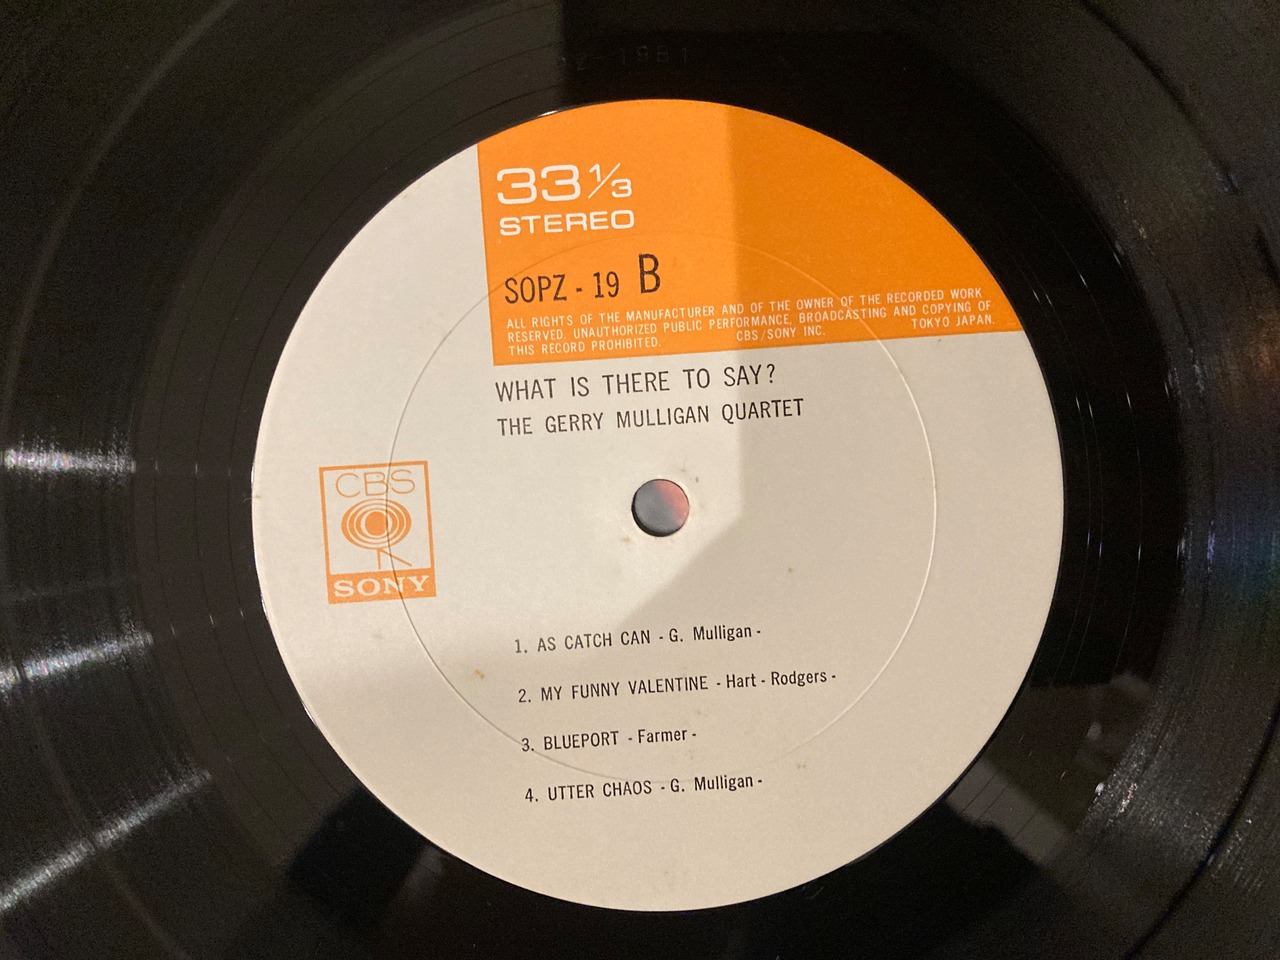 33 1/3
STEREO
SOPZ - 19 B
ALL RIGHTS OF THE MANUFACTURER AND OF THE OWNER OF THE RECORDED WORK
RESERVED. UNAUTHORIZED PUBLIC PERFORMANCE, BROADCASTING AND COPYING OF
THIS RECORD PROHIBITED. CBS/SONY INC. TOKYO JAPAN.
WHAT IS THERE TO SAY?
THE GERRY MULLIGAN QUARTET
CBS
SONY
1. AS CATCH CAN - G. Mulligan -
2. MY FUNNY VALENTINE - Hart - Rodgers -
3. BLUEPORT - Farmer -
4. UTTER CHAOS - G. Mulligan -